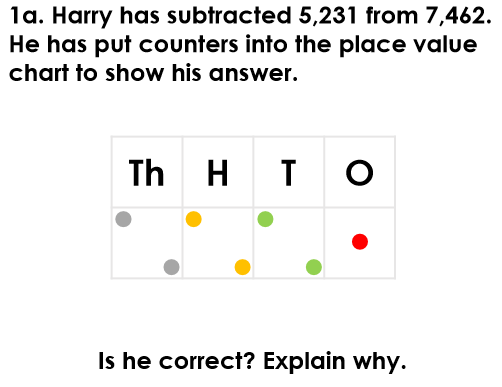 1a. Harry has subtracted 5,231 from 7,462.
He has put counters into the place value
chart to show his answer.
Th H T O
Is he correct? Explain why.